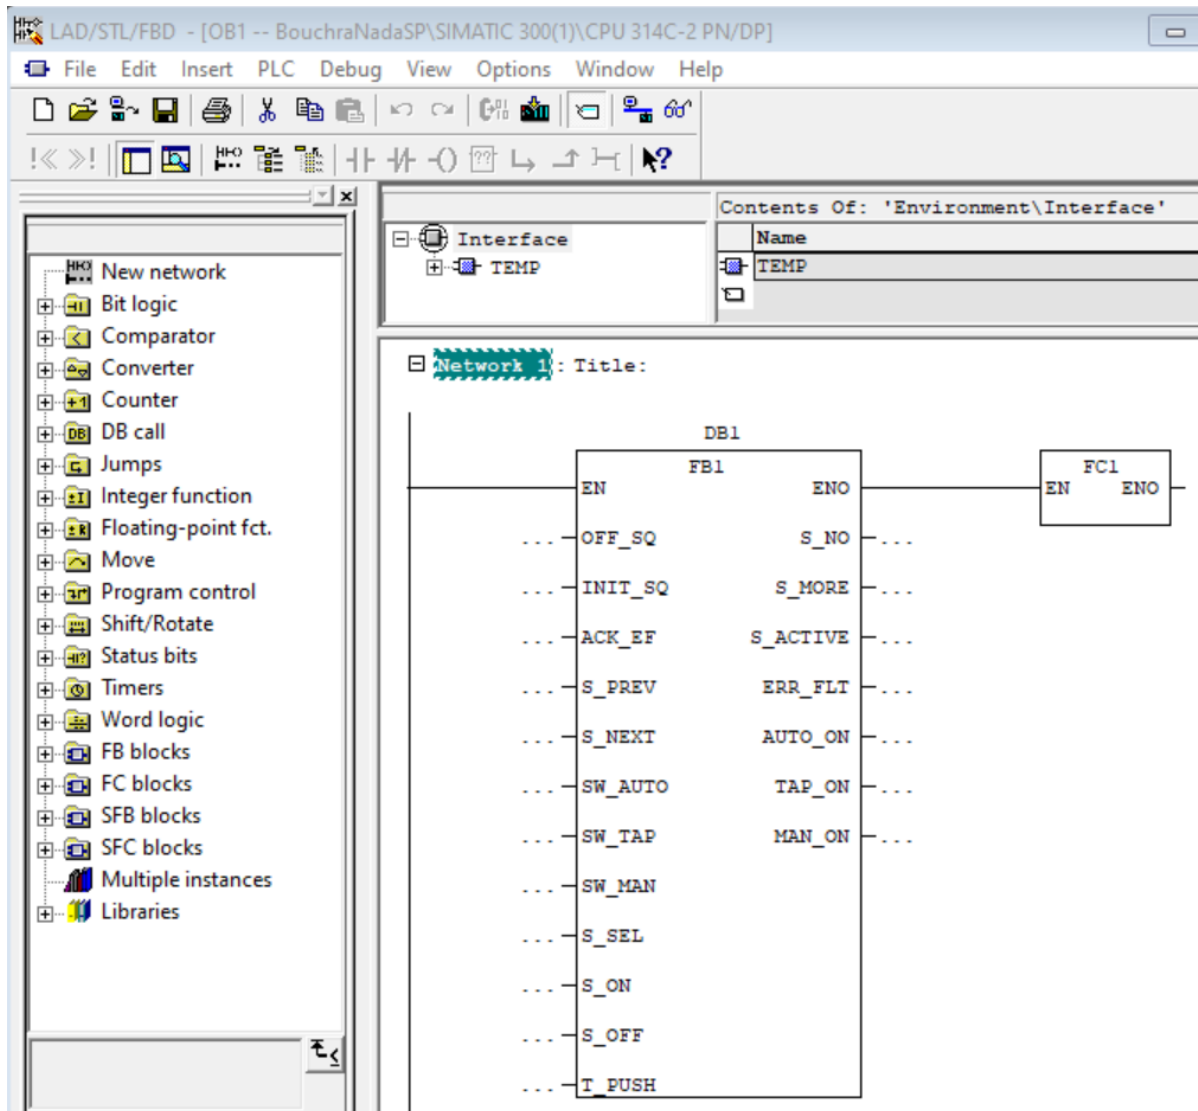 LAD/STL/FBD - [OB1 -- BouchraNadaSP\SIMATIC 300(1)\CPU 314C-2 PN/DP]
File Edit Insert PLC Debug View Options Window Help
Contents Of: 'Environment\Interface'
Interface
TEMP
Name
TEMP
New network
Bit logic
Comparator
Converter
Counter
DB call
Jumps
Integer function
Floating-point fct.
Move
Program control
Shift/Rotate
Status bits
Timers
Word logic
FB blocks
FC blocks
SFB blocks
SFC blocks
Multiple instances
Libraries
Network 1 : Title:
DB1
FB1
EN ENO
... OFF_SQ S_NO ...
... INIT_SQ S_MORE ...
... ACK_EF S_ACTIVE ...
... S_PREV ERR_FLT ...
... S_NEXT AUTO_ON ...
... SW_AUTO TAP_ON ...
... SW_TAP MAN_ON ...
... SW_MAN
... S_SEL
... S_ON
... S_OFF
... T_PUSH
FC1
EN ENO